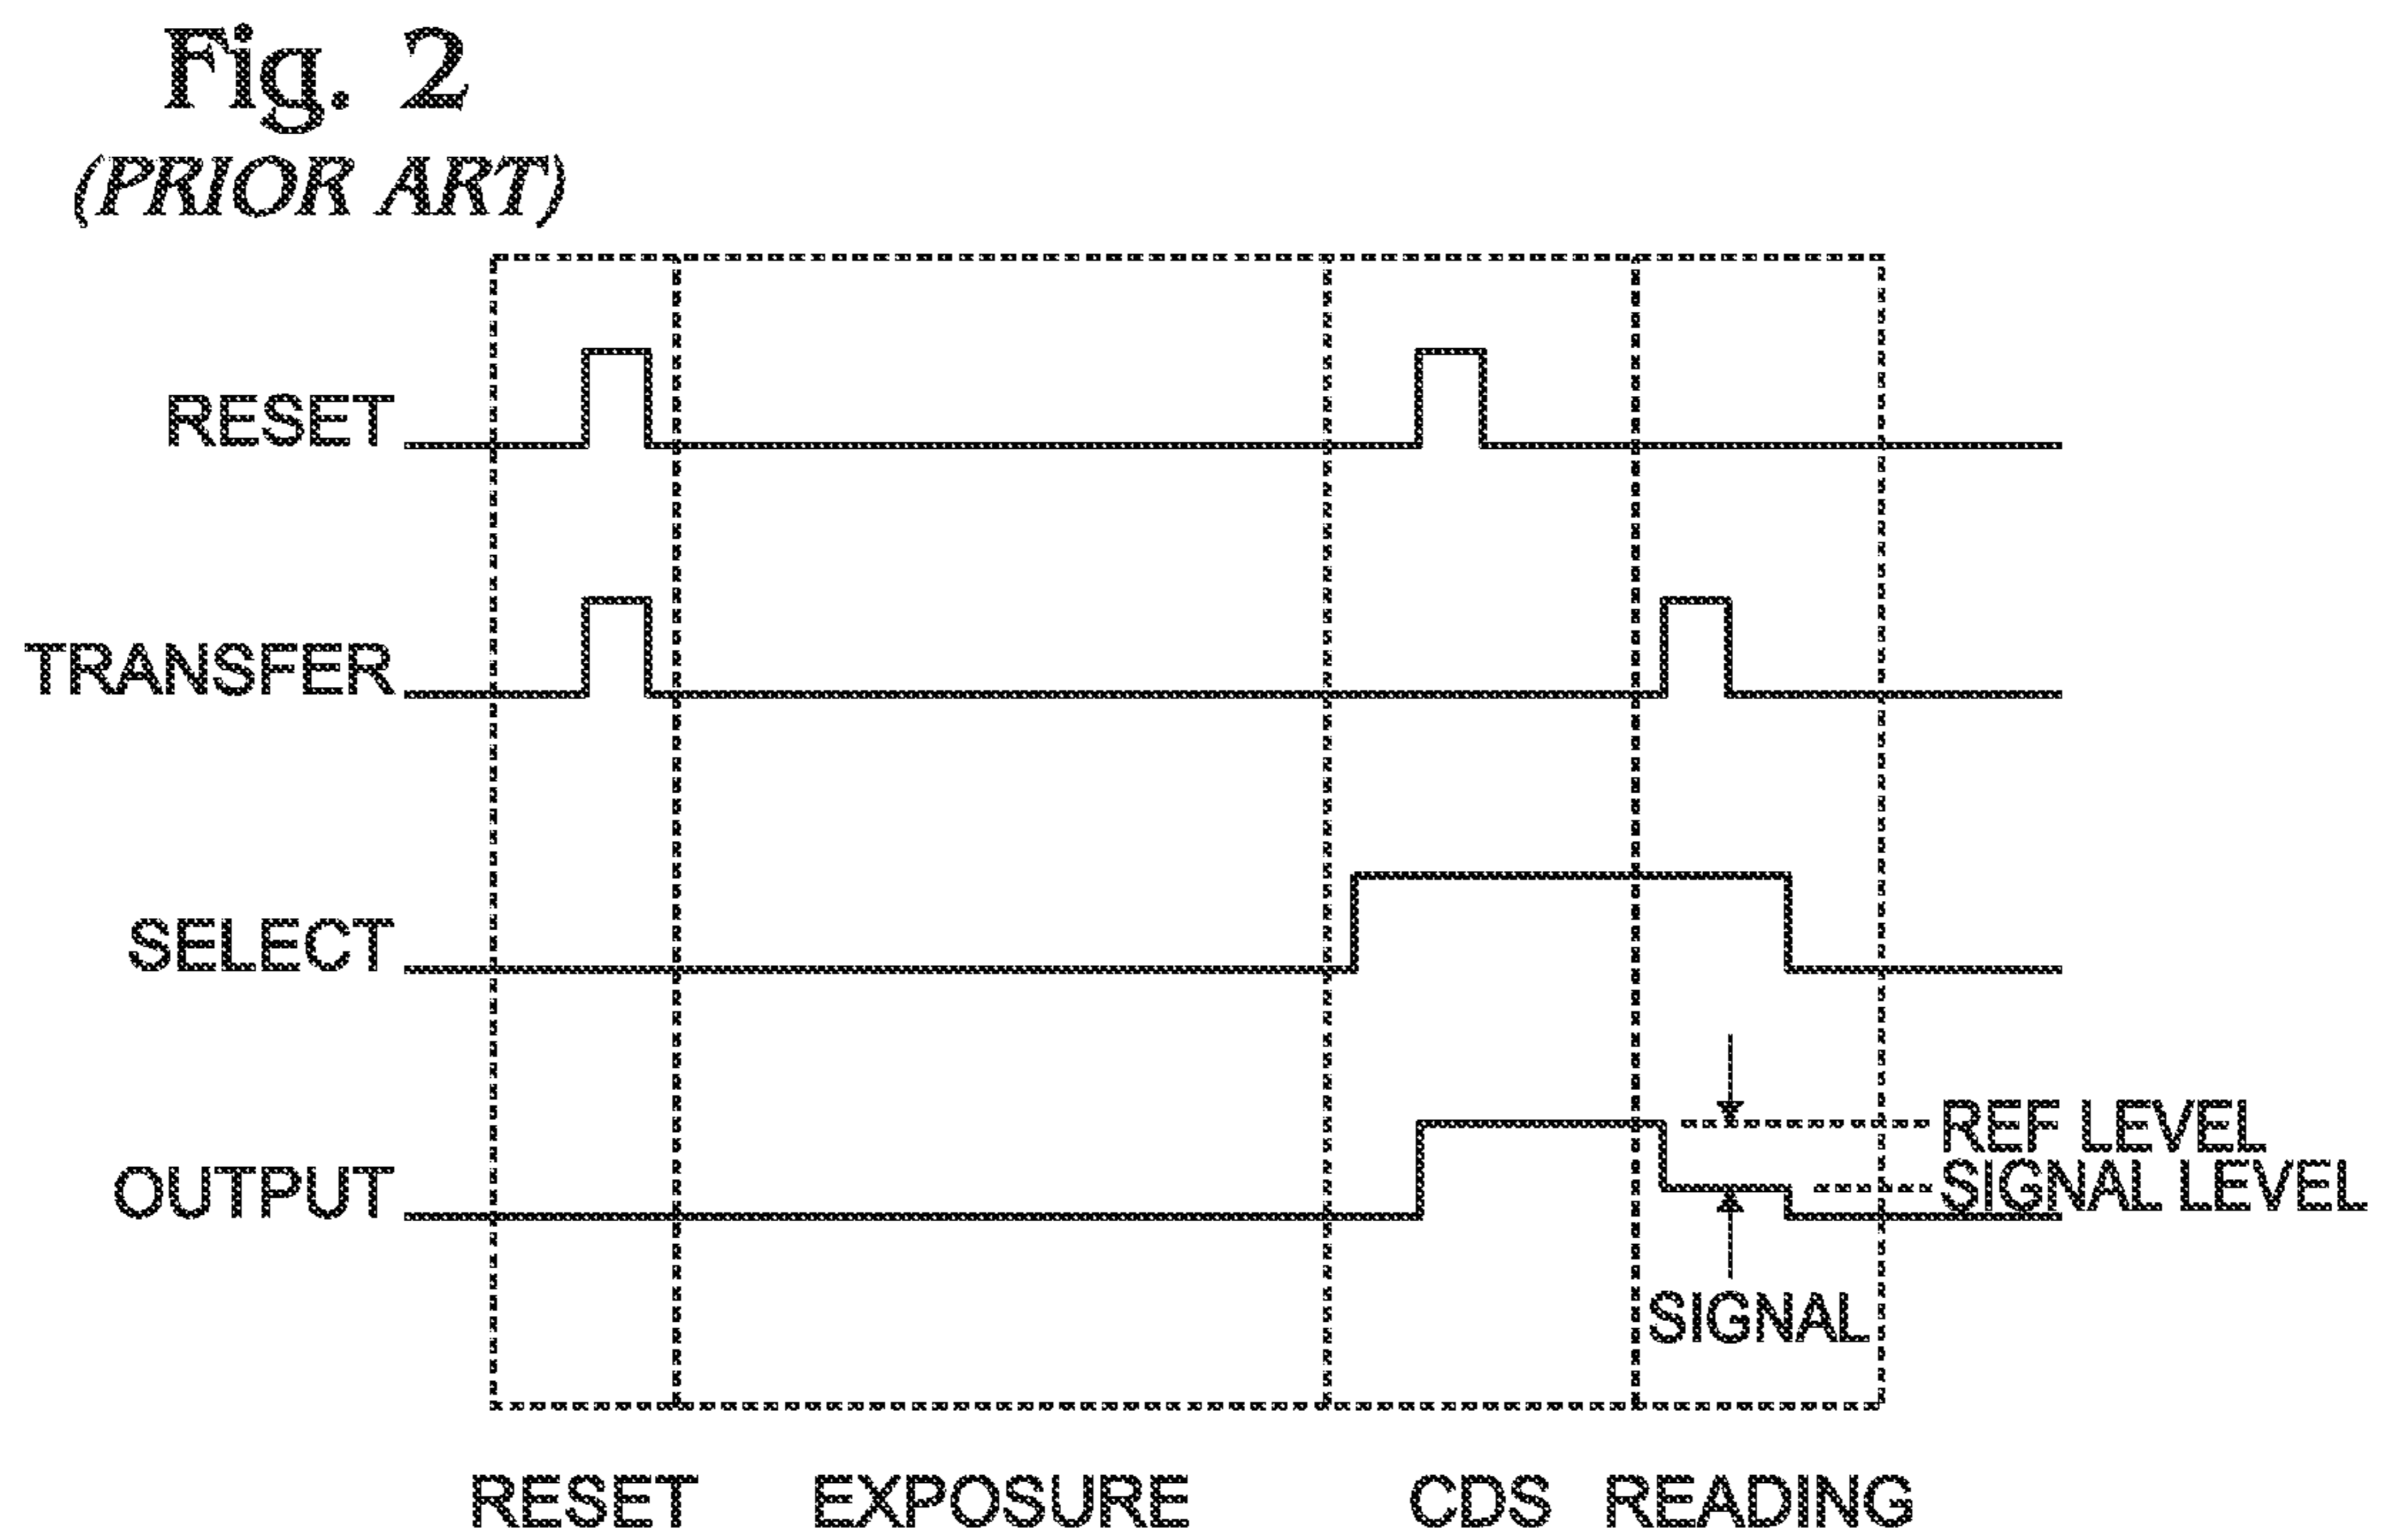 Fig. 2
(PRIOR ART)
RESET
TRANSFER
SELECT
OUTPUT
REF LEVEL
SIGNAL LEVEL
SIGNAL
RESET EXPOSURE CDS READING